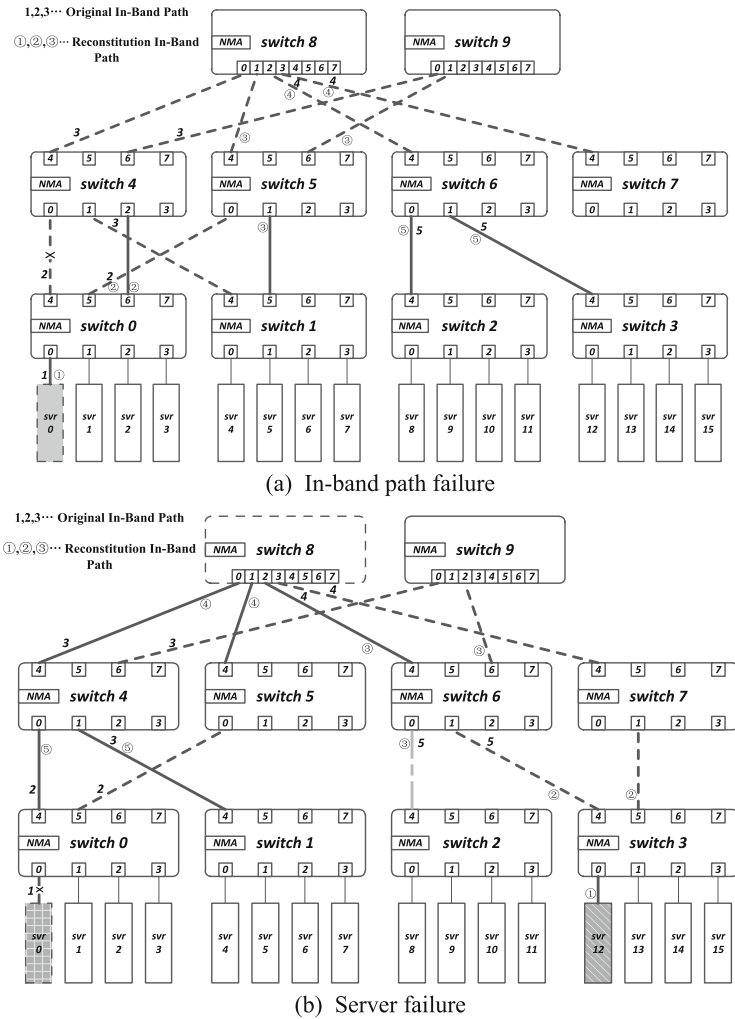 1,2,3··· Original In-Band Path
①,②,③··· Reconstitution In-Band
Path
NMA switch 8
NMA switch 9
0 1 2 3 4 5 6 7
0 1 2 3 4 5 6 7
4 4
④ ④
3 3 ③ ③
4 5 6 7
4 5 6 7
4 5 6 7
4 5 6 7
NMA switch 4
NMA switch 5
NMA switch 6
NMA switch 7
0 1 2 3
0 1 2 3
0 1 2 3
0 1 2 3
3 ③ ⑤ 5 5 ⑤
X
2 2 ② ②
4 5 6 7
4 5 6 7
4 5 6 7
4 5 6 7
NMA switch 0
NMA switch 1
NMA switch 2
NMA switch 3
0 1 2 3
0 1 2 3
0 1 2 3
0 1 2 3
1 ①
svr 0
svr 1
svr 2
svr 3
svr 4
svr 5
svr 6
svr 7
svr 8
svr 9
svr 10
svr 11
svr 12
svr 13
svr 14
svr 15
(a) In-band path failure
1,2,3··· Original In-Band Path
①,②,③··· Reconstitution In-Band
Path
NMA switch 8
NMA switch 9
0 1 2 3 4 5 6 7
0 1 2 3 4 5 6 7
④ ④ 4 4
3 3 ③ ③
4 5 6 7
4 5 6 7
4 5 6 7
4 5 6 7
NMA switch 4
NMA switch 5
NMA switch 6
NMA switch 7
0 1 2 3
0 1 2 3
0 1 2 3
0 1 2 3
⑤ 3 ⑤ ③ 5 5
2 2 ② ②
4 5 6 7
4 5 6 7
4 5 6 7
4 5 6 7
NMA switch 0
NMA switch 1
NMA switch 2
NMA switch 3
0 1 2 3
0 1 2 3
0 1 2 3
0 1 2 3
1 X ①
svr 0
svr 1
svr 2
svr 3
svr 4
svr 5
svr 6
svr 7
svr 8
svr 9
svr 10
svr 11
svr 12
svr 13
svr 14
svr 15
(b) Server failure